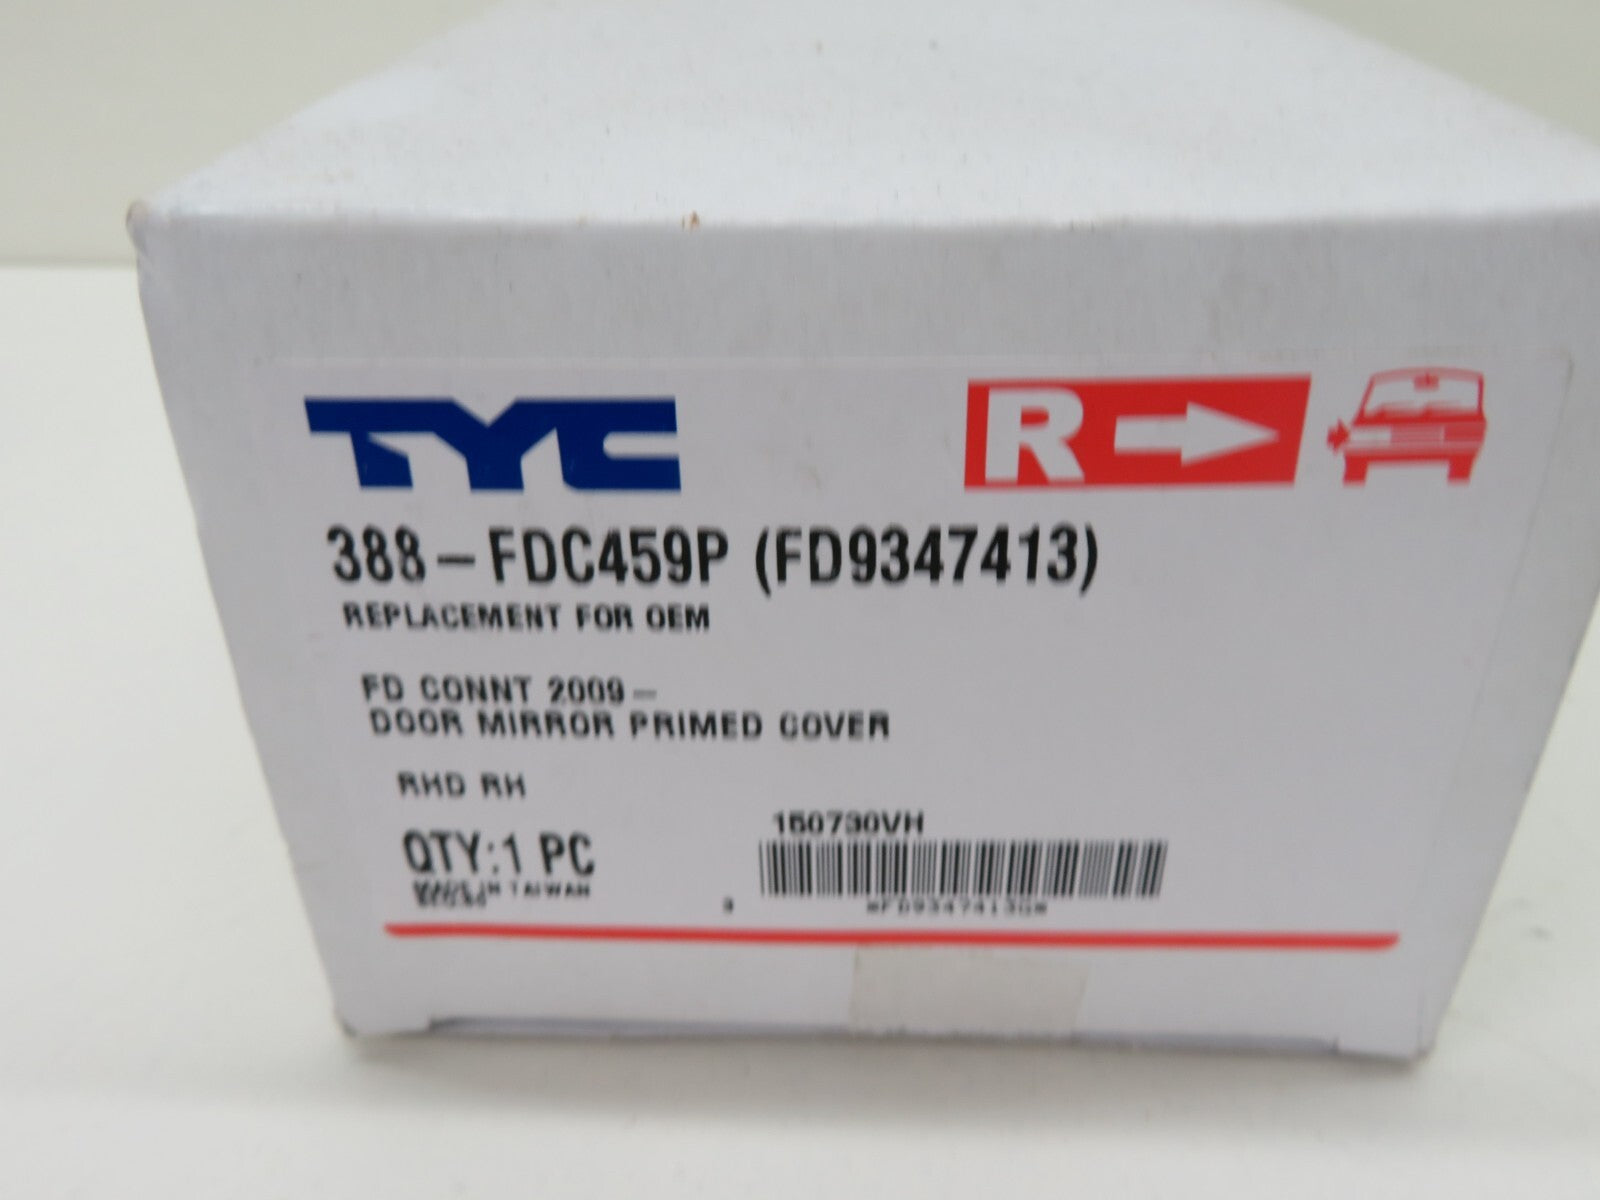 TYC R
388-FDC459P (FD9347413)
REPLACEMENT FOR OEM
FD CONNT 2009-
DOOR MIRROR PRIMED COVER
RHD RH
150730VH
QTY:1 PC
MADE IN TAIWAN